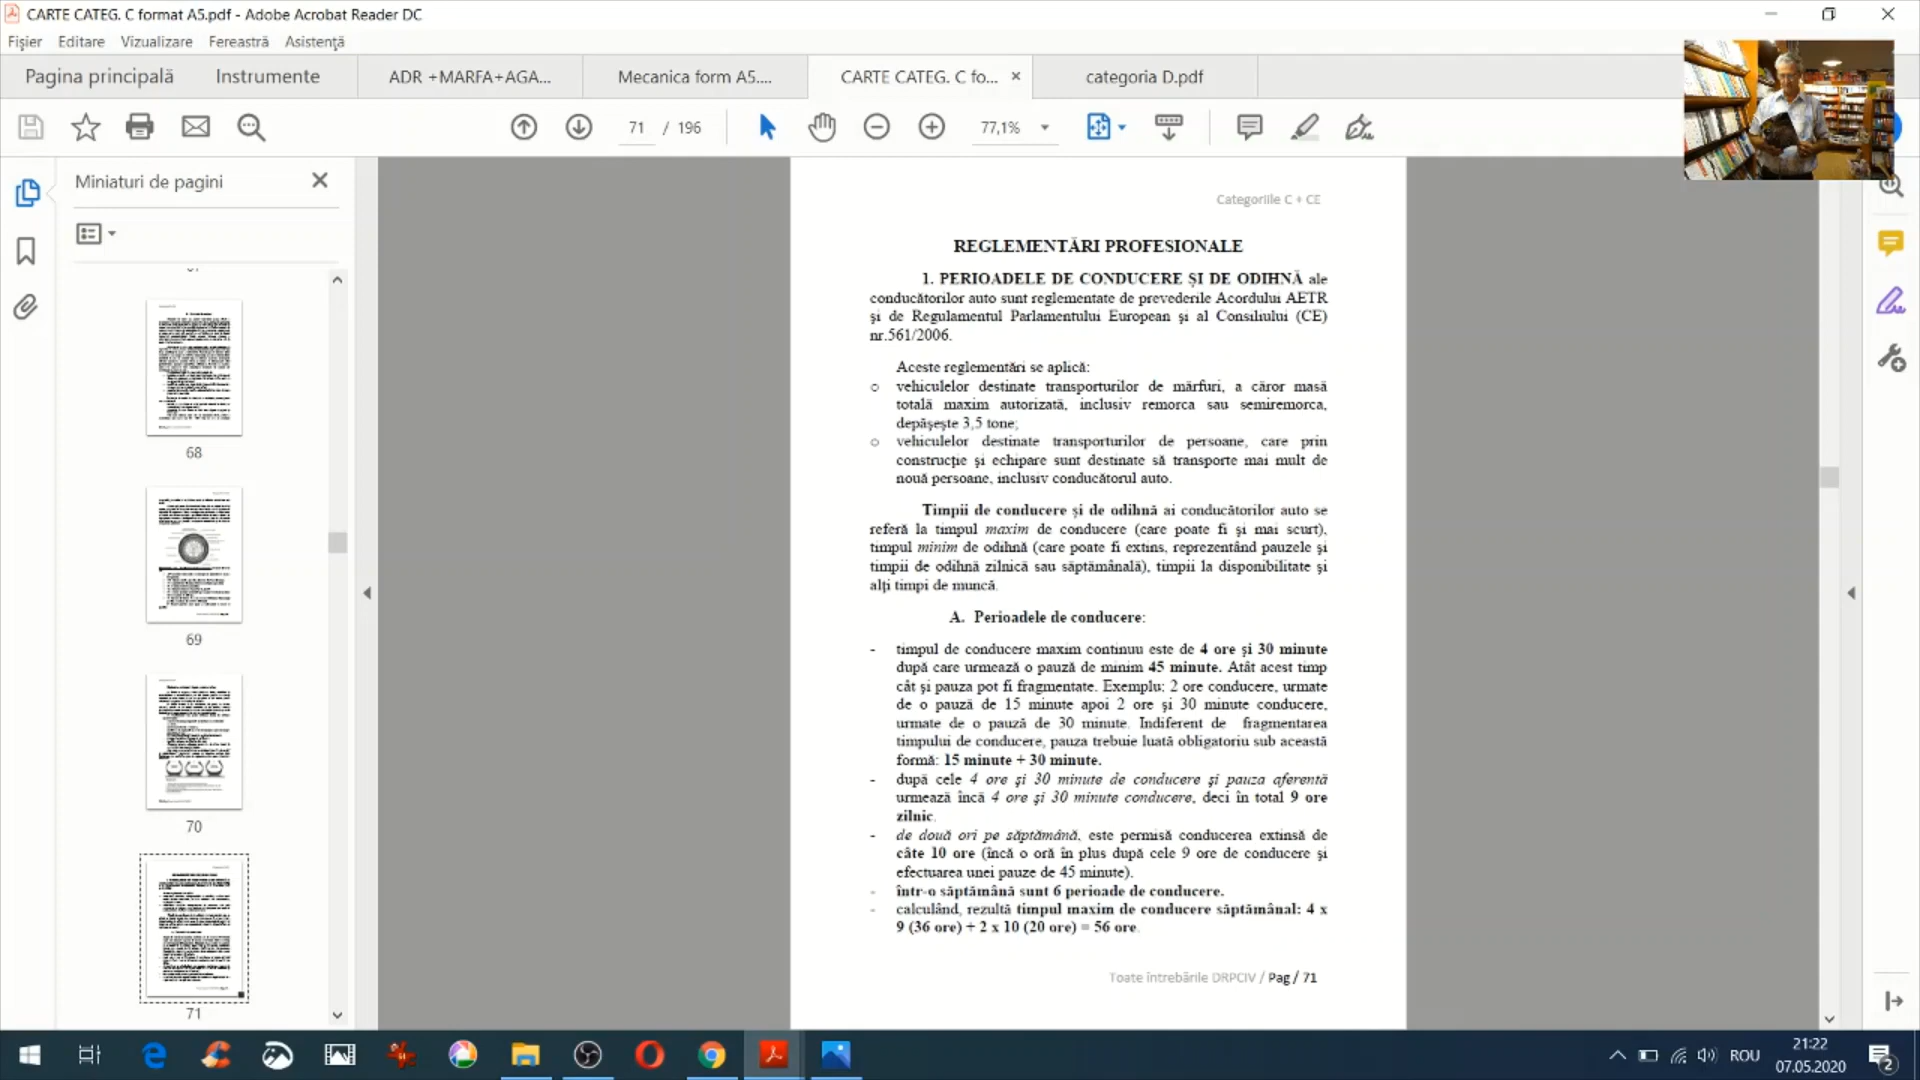 CARTE CATEG. C format A5.pdf - Adobe Acrobat Reader DC
Fișier Editare Vizualizare Fereastră Asistență
Pagina principală Instrumente ADR +MARFA+AGA... Mecanica form A5.... CARTE CATEG. C fo... × categoria D.pdf
71 / 196 77,1%
Miniaturi de pagini
68
69
70
71
Categoriile C + CE
REGLEMENTĂRI PROFESIONALE
1. PERIOADELE DE CONDUCERE ȘI DE ODIHNĂ ale
conducătorilor auto sunt reglementate de prevederile Acordului AETR
și de Regulamentul Parlamentului European și al Consiliului (CE)
nr.561/2006.
Aceste reglementări se aplică:
o vehiculelor destinate transporturilor de mărfuri, a căror masă
totală maxim autorizată, inclusiv remorca sau semiremorca,
depășește 3,5 tone;
o vehiculelor destinate transporturilor de persoane, care prin
construcție și echipare sunt destinate să transporte mai mult de
nouă persoane, inclusiv conducătorul auto.
Timpii de conducere și de odihnă ai conducătorilor auto se
referă la timpul maxim de conducere (care poate fi și mai scurt),
timpul minim de odihnă (care poate fi extins, reprezentând pauzele și
timpii de odihnă zilnică sau săptămânală), timpii la disponibilitate și
alți timpi de muncă.
A. Perioadele de conducere:
- timpul de conducere maxim continuu este de 4 ore și 30 minute
după care urmează o pauză de minim 45 minute. Atât acest timp
cât și pauza pot fi fragmentate. Exemplu: 2 ore conducere, urmate
de o pauză de 15 minute apoi 2 ore și 30 minute conducere,
urmate de o pauză de 30 minute. Indiferent de fragmentarea
timpului de conducere, pauza trebuie luată obligatoriu sub această
formă: 15 minute + 30 minute.
- după cele 4 ore și 30 minute de conducere și pauza aferentă
urmează încă 4 ore și 30 minute conducere, deci în total 9 ore
zilnic.
- de două ori pe săptămână, este permisă conducerea extinsă de
câte 10 ore (încă o oră în plus după cele 9 ore de conducere și
efectuarea unei pauze de 45 minute).
- într-o săptămână sunt 6 perioade de conducere.
- calculând, rezultă timpul maxim de conducere săptămânal: 4 x
9 (36 ore) + 2 x 10 (20 ore) = 56 ore.
Toate întrebările DRPCIV / Pag / 71
ROU
21:22
07.05.2020
2